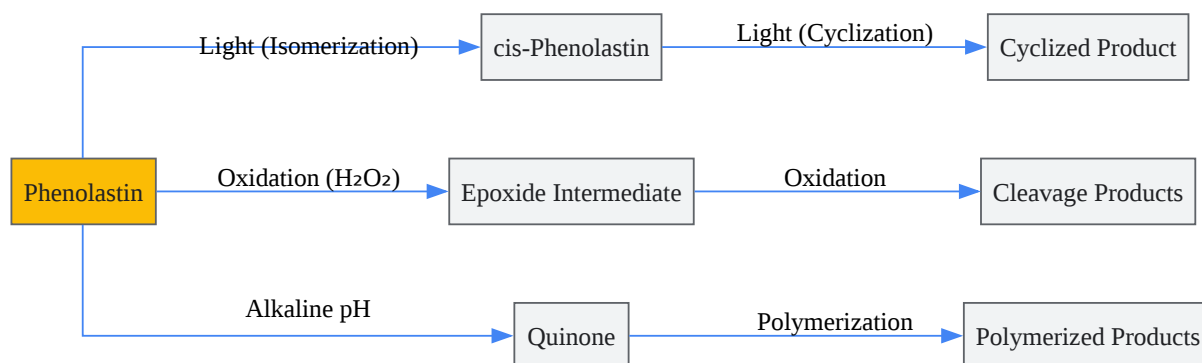 Light (Isomerization)
cis-Phenolastin
Light (Cyclization)
Cyclized Product
Phenolastin
Oxidation (H₂O₂)
Epoxide Intermediate
Oxidation
Cleavage Products
Alkaline pH
Quinone
Polymerization
Polymerized Products